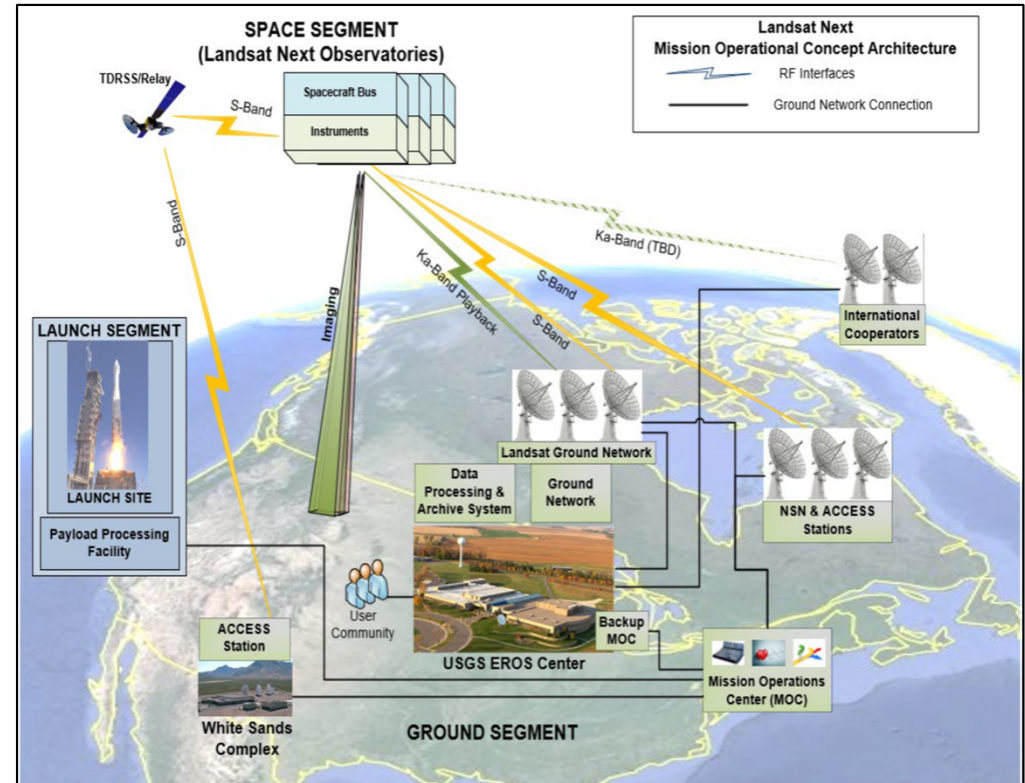 SPACE SEGMENT
(Landsat Next Observatories)
Landsat Next
Mission Operational Concept Architecture
RF Interfaces
Ground Network Connection
TDRSS/Relay
S-Band
Spacecraft Bus
Instruments
S-Band
Ka-Band (TBD)
Imaging
Ka-Band Playback
S-Band
S-Band
International
Cooperators
LAUNCH SEGMENT
LAUNCH SITE
Payload Processing
Facility
Landsat Ground Network
Data
Processing &
Archive System
Ground
Network
NSN & ACCESS
Stations
User
Community
Backup
MOC
USGS EROS Center
ACCESS
Station
White Sands
Complex
Mission Operations
Center (MOC)
GROUND SEGMENT